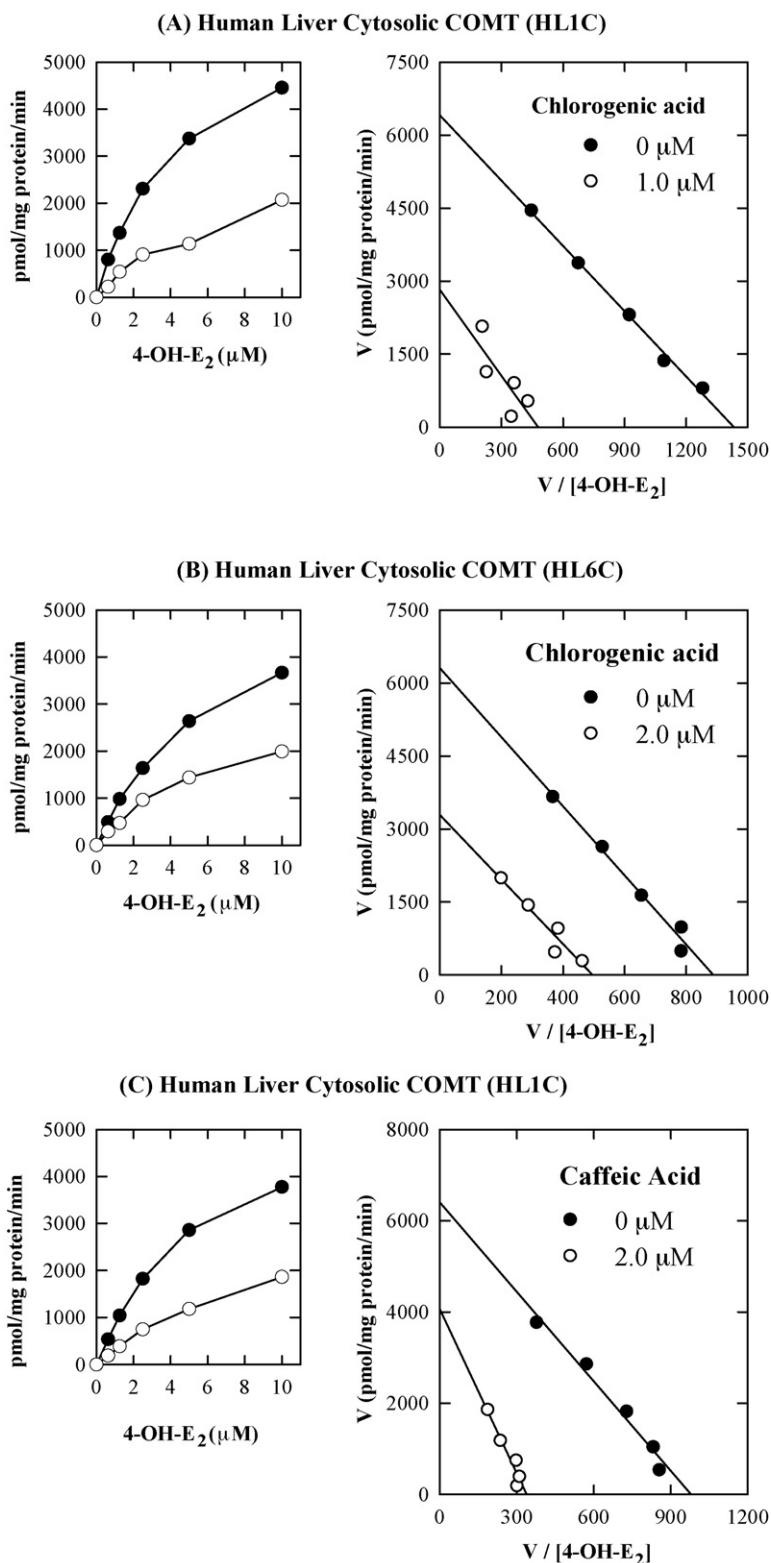 (A) Human Liver Cytosolic COMT (HL1C)
pmol/mg protein/min
5000
4000
3000
2000
1000
0
0 2 4 6 8 10
4-OH-E2 (μM)
V (pmol/mg protein/min)
7500
6000
4500
3000
1500
0
Chlorogenic acid
0 μM
1.0 μM
0 300 600 900 1200 1500
V / [4-OH-E2]
(B) Human Liver Cytosolic COMT (HL6C)
pmol/mg protein/min
5000
4000
3000
2000
1000
0
0 2 4 6 8 10
4-OH-E2 (μM)
V (pmol/mg protein/min)
7500
6000
4500
3000
1500
0
Chlorogenic acid
0 μM
2.0 μM
0 200 400 600 800 1000
V / [4-OH-E2]
(C) Human Liver Cytosolic COMT (HL1C)
pmol/mg protein/min
5000
4000
3000
2000
1000
0
0 2 4 6 8 10
4-OH-E2 (μM)
V (pmol/mg protein/min)
8000
6000
4000
2000
0
Caffeic Acid
0 μM
2.0 μM
0 300 600 900 1200
V / [4-OH-E2]